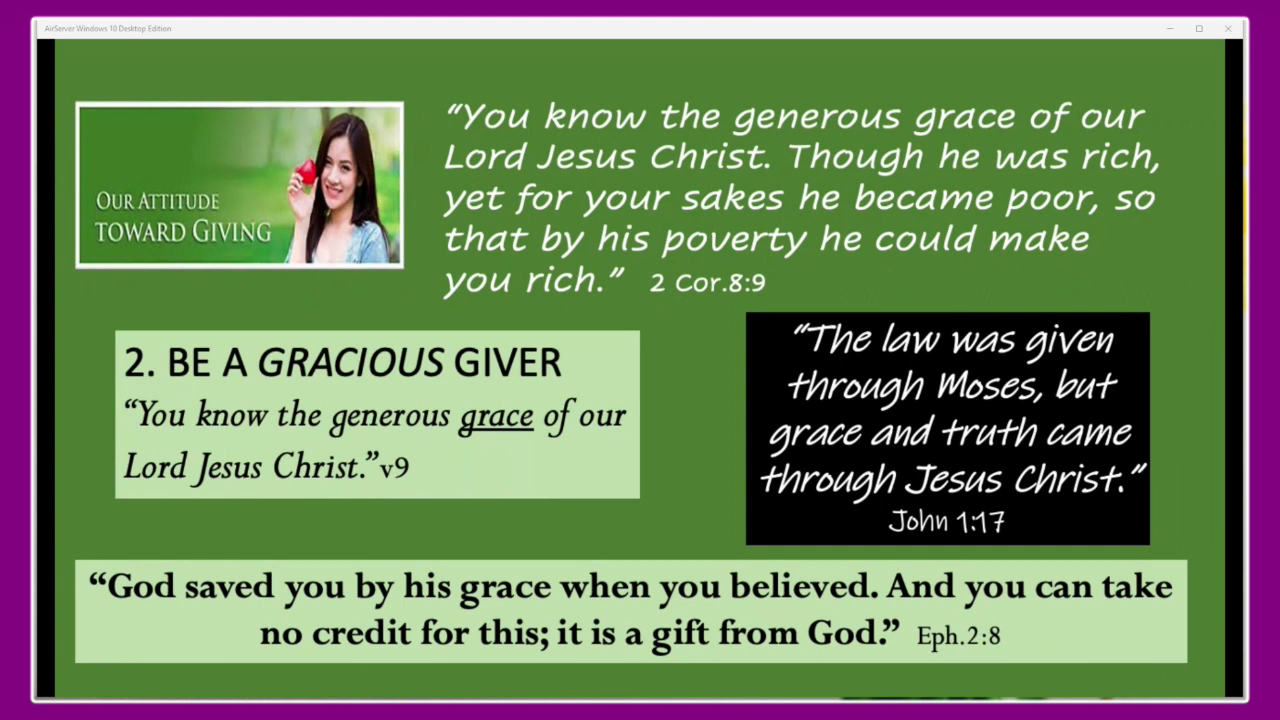 AirServer Windows 10 Desktop Edition
OUR ATTITUDE
TOWARD GIVING
“You know the generous grace of our
Lord Jesus Christ. Though he was rich,
yet for your sakes he became poor, so
that by his poverty he could make
you rich.” 2 Cor.8:9
2. BE A GRACIOUS GIVER
“You know the generous grace of our
Lord Jesus Christ.”v9
“The law was given
through Moses, but
grace and truth came
through Jesus Christ.”
John 1:17
“God saved you by his grace when you believed. And you can take
no credit for this; it is a gift from God.” Eph.2:8